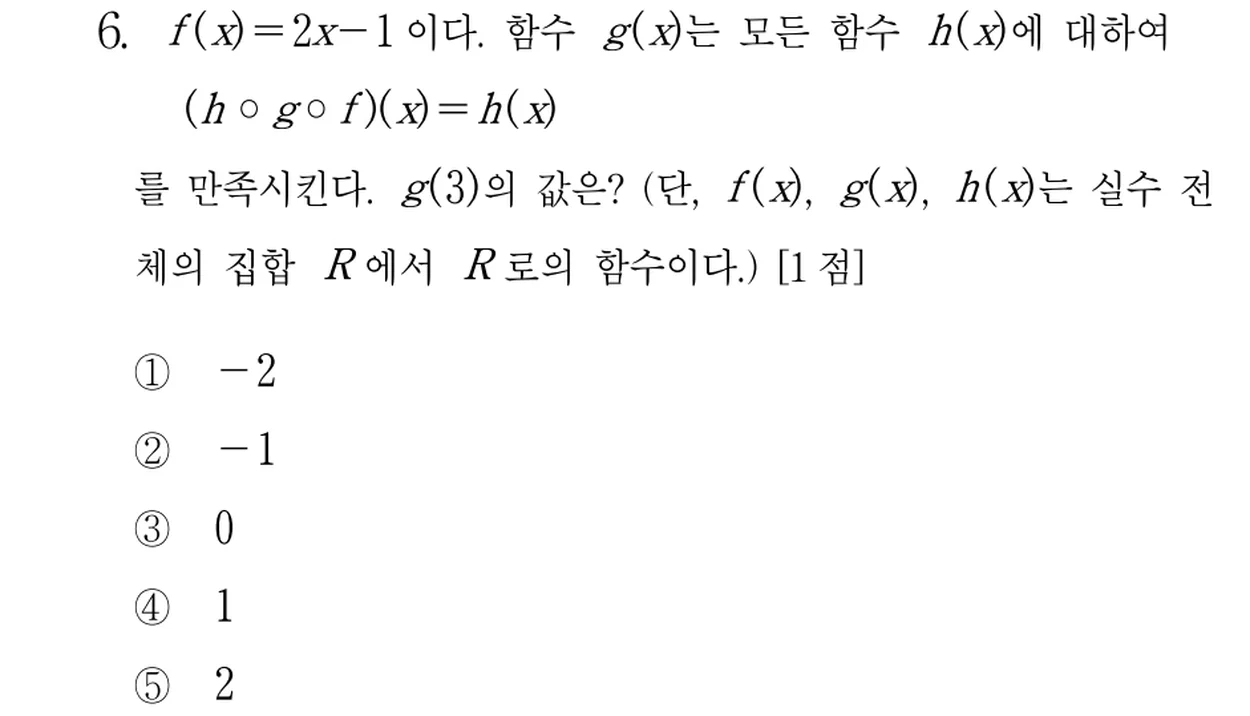 6. f(x)=2x-1이다. 함수 g(x)는 모든 함수 h(x)에 대하여
(h∘g∘f)(x)=h(x)
를 만족시킨다. g(3)의 값은? (단, f(x), g(x), h(x)는 실수 전
체의 집합 R에서 R로의 함수이다.) [1점]
① -2
② -1
③ 0
④ 1
⑤ 2